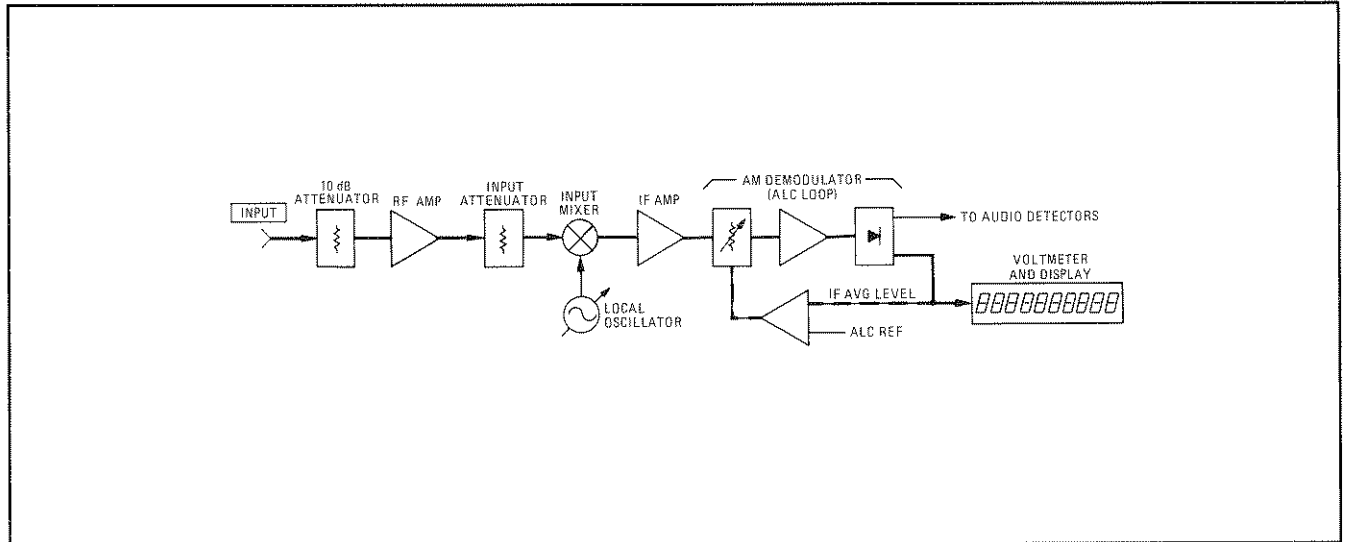 INPUT
10 dB
ATTENUATOR
RF AMP
INPUT
ATTENUATOR
INPUT
MIXER
LOCAL
OSCILLATOR
IF AMP
AM DEMODULATOR
(ALC LOOP)
TO AUDIO DETECTORS
VOLTMETER
AND DISPLAY
8888888888
IF AVG LEVEL
ALC REF